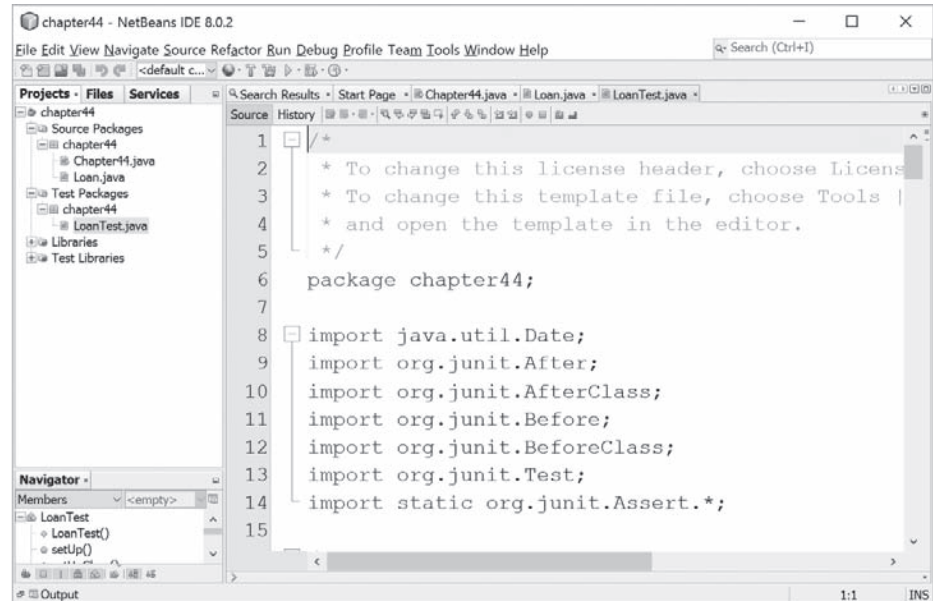 chapter44 - NetBeans IDE 8.0.2
File Edit View Navigate Source Refactor Run Debug Profile Team Tools Window Help
Search (Ctrl+I)
<default c...
Projects Files Services
chapter44
Source Packages
chapter44
Chapter44.java
Loan.java
Test Packages
chapter44
LoanTest.java
Libraries
Test Libraries
Navigator
Members <empty>
LoanTest
LoanTest()
setUp()
Search Results Start Page Chapter44.java Loan.java LoanTest.java
Source History
1 /*
2 * To change this license header, choose Licens
3 * To change this template file, choose Tools |
4 * and open the template in the editor.
5 */
6 package chapter44;
7
8 import java.util.Date;
9 import org.junit.After;
10 import org.junit.AfterClass;
11 import org.junit.Before;
12 import org.junit.BeforeClass;
13 import org.junit.Test;
14 import static org.junit.Assert.*;
15
Output
1:1 INS